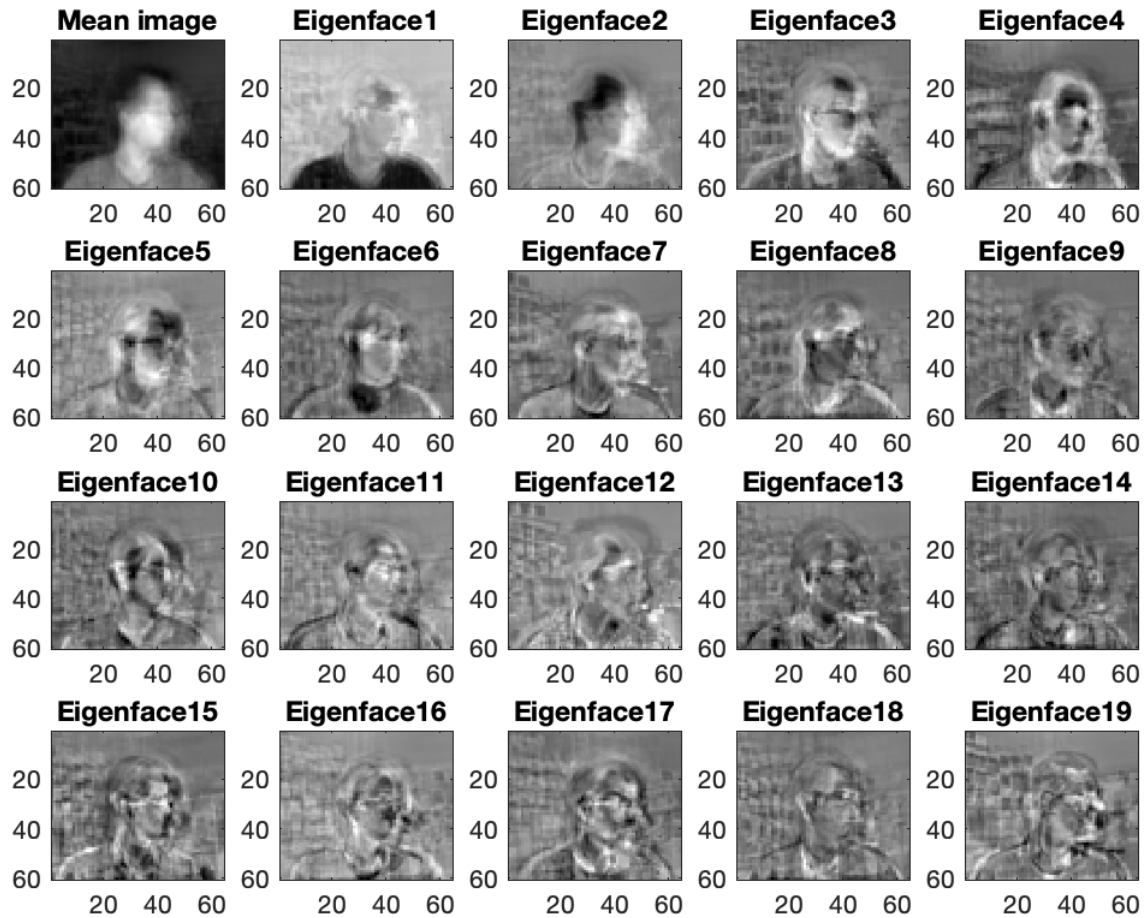 Mean image Eigenface1 Eigenface2 Eigenface3 Eigenface4
20 20 20 20 20
40 40 40 40 40
60 60 60 60 60
20 40 60 20 40 60 20 40 60 20 40 60 20 40 60
Eigenface5 Eigenface6 Eigenface7 Eigenface8 Eigenface9
20 20 20 20 20
40 40 40 40 40
60 60 60 60 60
20 40 60 20 40 60 20 40 60 20 40 60 20 40 60
Eigenface10 Eigenface11 Eigenface12 Eigenface13 Eigenface14
20 20 20 20 20
40 40 40 40 40
60 60 60 60 60
20 40 60 20 40 60 20 40 60 20 40 60 20 40 60
Eigenface15 Eigenface16 Eigenface17 Eigenface18 Eigenface19
20 20 20 20 20
40 40 40 40 40
60 60 60 60 60
20 40 60 20 40 60 20 40 60 20 40 60 20 40 60